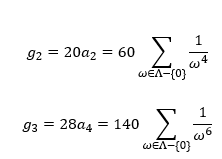 g₂ = 20a₂ = 60 ∑_{ω∈Λ−{0}} 1/ω⁴
g₃ = 28a₄ = 140 ∑_{ω∈Λ−{0}} 1/ω⁶